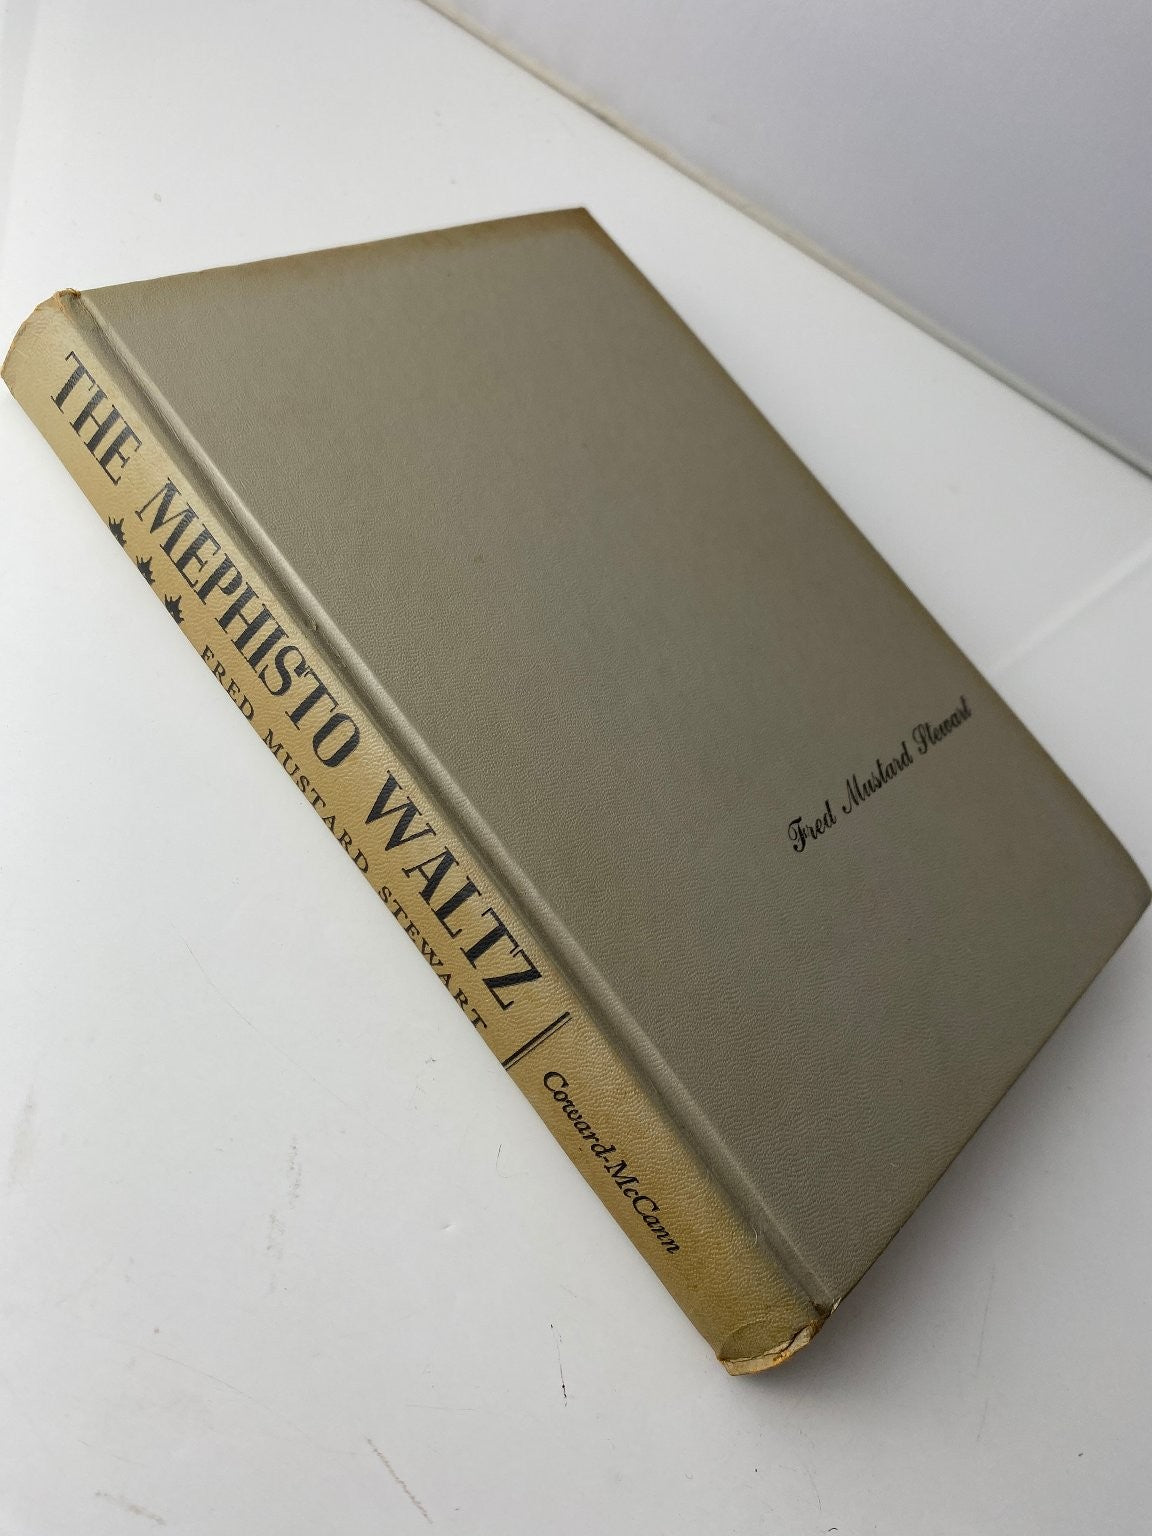 THE MEPHISTO WALTZ
FRED MUSTARD STEWART
Coward-McCann
Fred Mustard Stewart